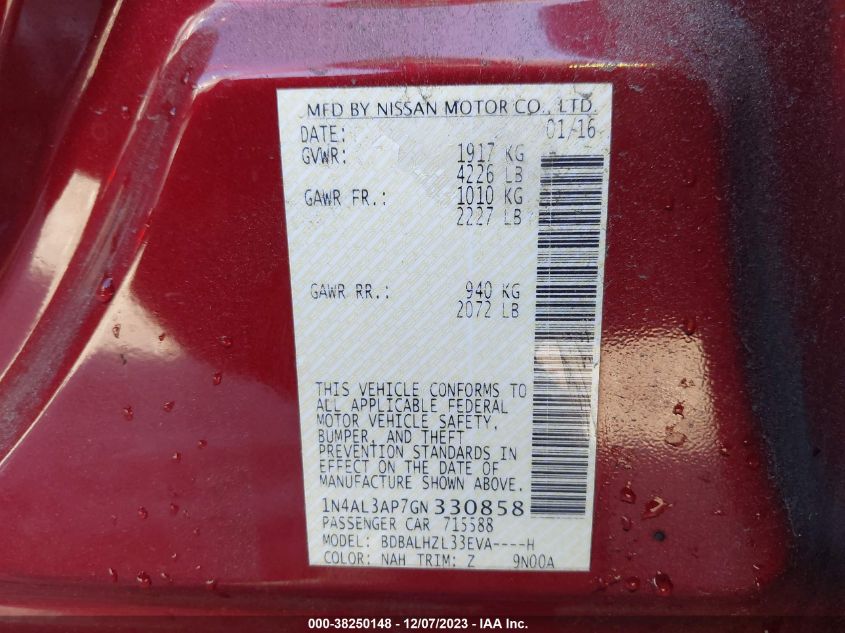 MFD BY NISSAN MOTOR CO., LTD.
DATE: 01/16
GVWR: 1917 KG
4226 LB
GAWR FR.: 1010 KG
2227 LB
GAWR RR.: 940 KG
2072 LB
THIS VEHICLE CONFORMS TO
ALL APPLICABLE FEDERAL
MOTOR VEHICLE SAFETY,
BUMPER, AND THEFT
PREVENTION STANDARDS IN
EFFECT ON THE DATE OF
MANUFACTURE SHOWN ABOVE.
1N4AL3AP7GN330858
PASSENGER CAR 715588
MODEL: BDBALHZL33EVA----H
COLOR: NAH TRIM: Z 9N00A
000-38250148 - 12/07/2023 - IAA Inc.